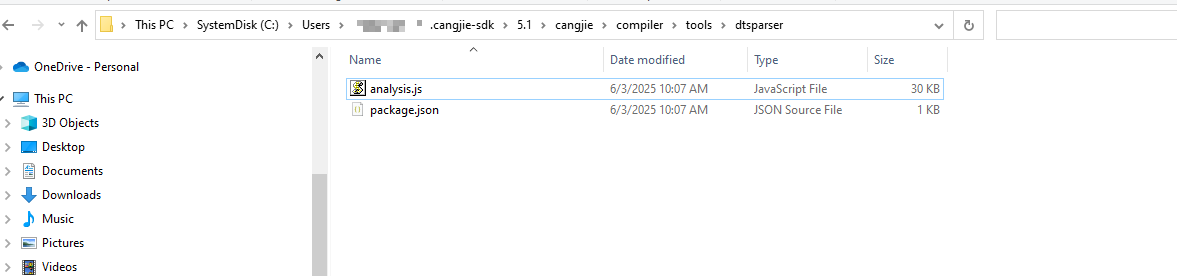 This PC > SystemDisk (C:) > Users > .cangjie-sdk > 5.1 > cangjie > compiler > tools > dtsparser
Name Date modified Type Size
OneDrive - Personal
analysis.js 6/3/2025 10:07 AM JavaScript File 30 KB
This PC
package.json 6/3/2025 10:07 AM JSON Source File 1 KB
3D Objects
Desktop
Documents
Downloads
Music
Pictures
Videos